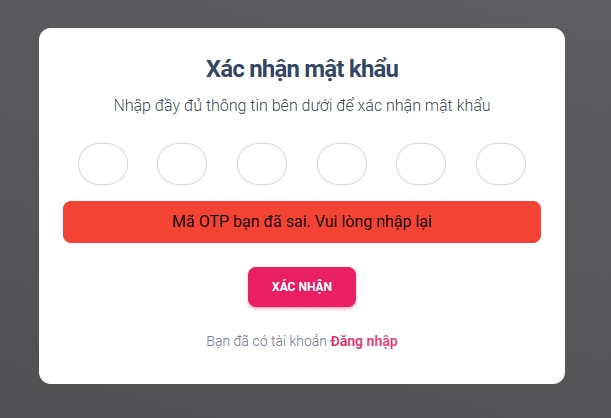 Xác nhận mật khẩu
Nhập đầy đủ thông tin bên dưới để xác nhận mật khẩu
Mã OTP bạn đã sai. Vui lòng nhập lại
XÁC NHẬN
Bạn đã có tài khoản Đăng nhập